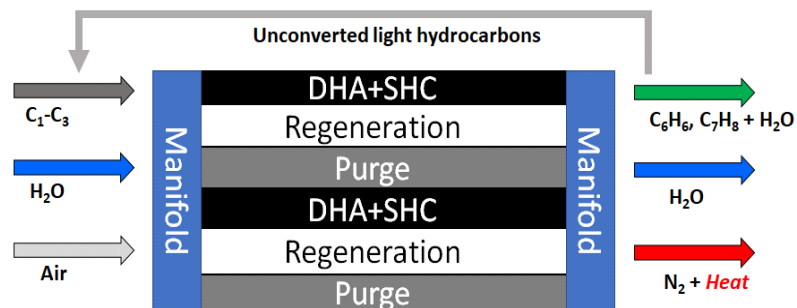 Unconverted light hydrocarbons
C₁-C₃
H₂O
Air
Manifold
DHA+SHC
Regeneration
Purge
DHA+SHC
Regeneration
Purge
Manifold
C₆H₆, C₇H₈ + H₂O
H₂O
N₂ + Heat